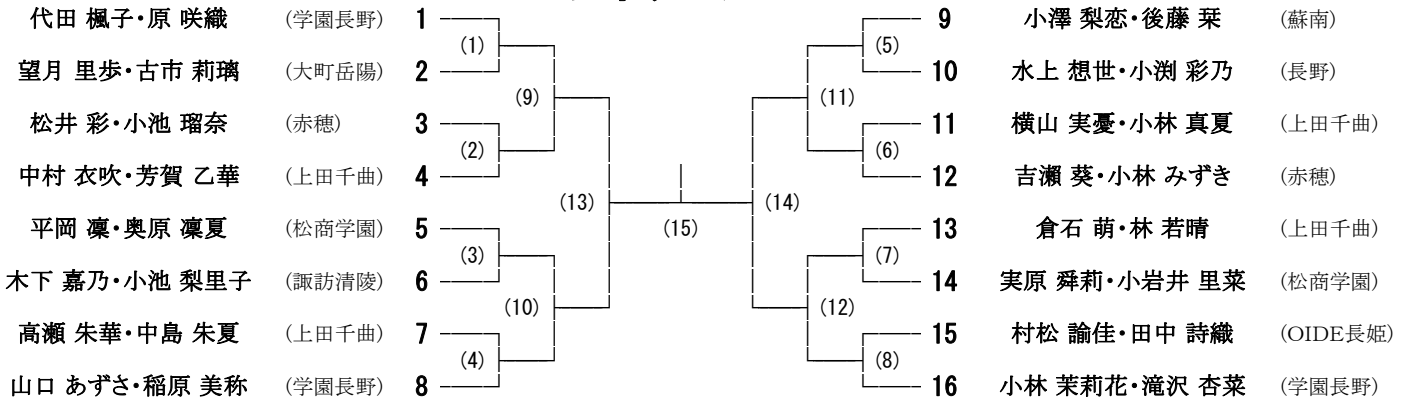 代田 楓子・原 咲織 (学園長野) 1
(1)
望月 里歩・古市 莉璃 (大町岳陽) 2
(9)
松井 彩・小池 瑠奈 (赤穂) 3
(2)
中村 衣吹・芳賀 乙華 (上田千曲) 4
(13)
平岡 凜・奥原 凜夏 (松商学園) 5
(3)
木下 嘉乃・小池 梨里子 (諏訪清陵) 6
(10)
高瀬 朱華・中島 朱夏 (上田千曲) 7
(4)
山口 あずさ・稲原 美称 (学園長野) 8
(15)
9 小澤 梨恋・後藤 栞 (蘇南)
(5)
10 水上 想世・小渕 彩乃 (長野)
(11)
11 横山 実憂・小林 真夏 (上田千曲)
(6)
12 吉瀬 葵・小林 みずき (赤穂)
(14)
13 倉石 萌・林 若晴 (上田千曲)
(7)
14 実原 舜莉・小岩井 里菜 (松商学園)
(12)
15 村松 諭佳・田中 詩織 (OIDE長姫)
(8)
16 小林 茉莉花・滝沢 杏菜 (学園長野)